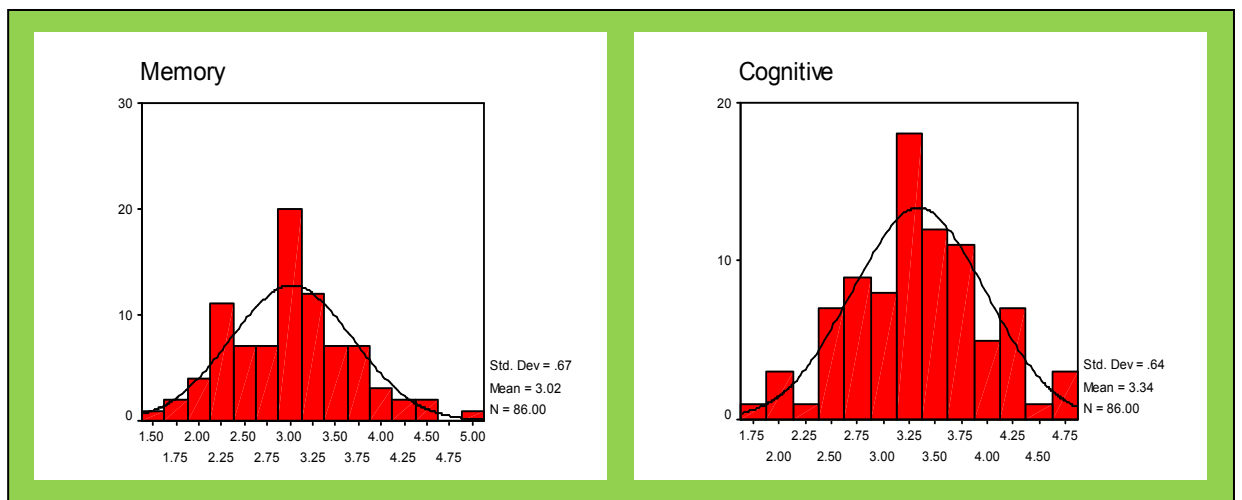 Memory
30
20
10
0
Std. Dev = .67
Mean = 3.02
N = 86.00
1.50 2.00 2.50 3.00 3.50 4.00 4.50 5.00
1.75 2.25 2.75 3.25 3.75 4.25 4.75
Cognitive
20
10
0
Std. Dev = .64
Mean = 3.34
N = 86.00
1.75 2.25 2.75 3.25 3.75 4.25 4.75
2.00 2.50 3.00 3.50 4.00 4.50